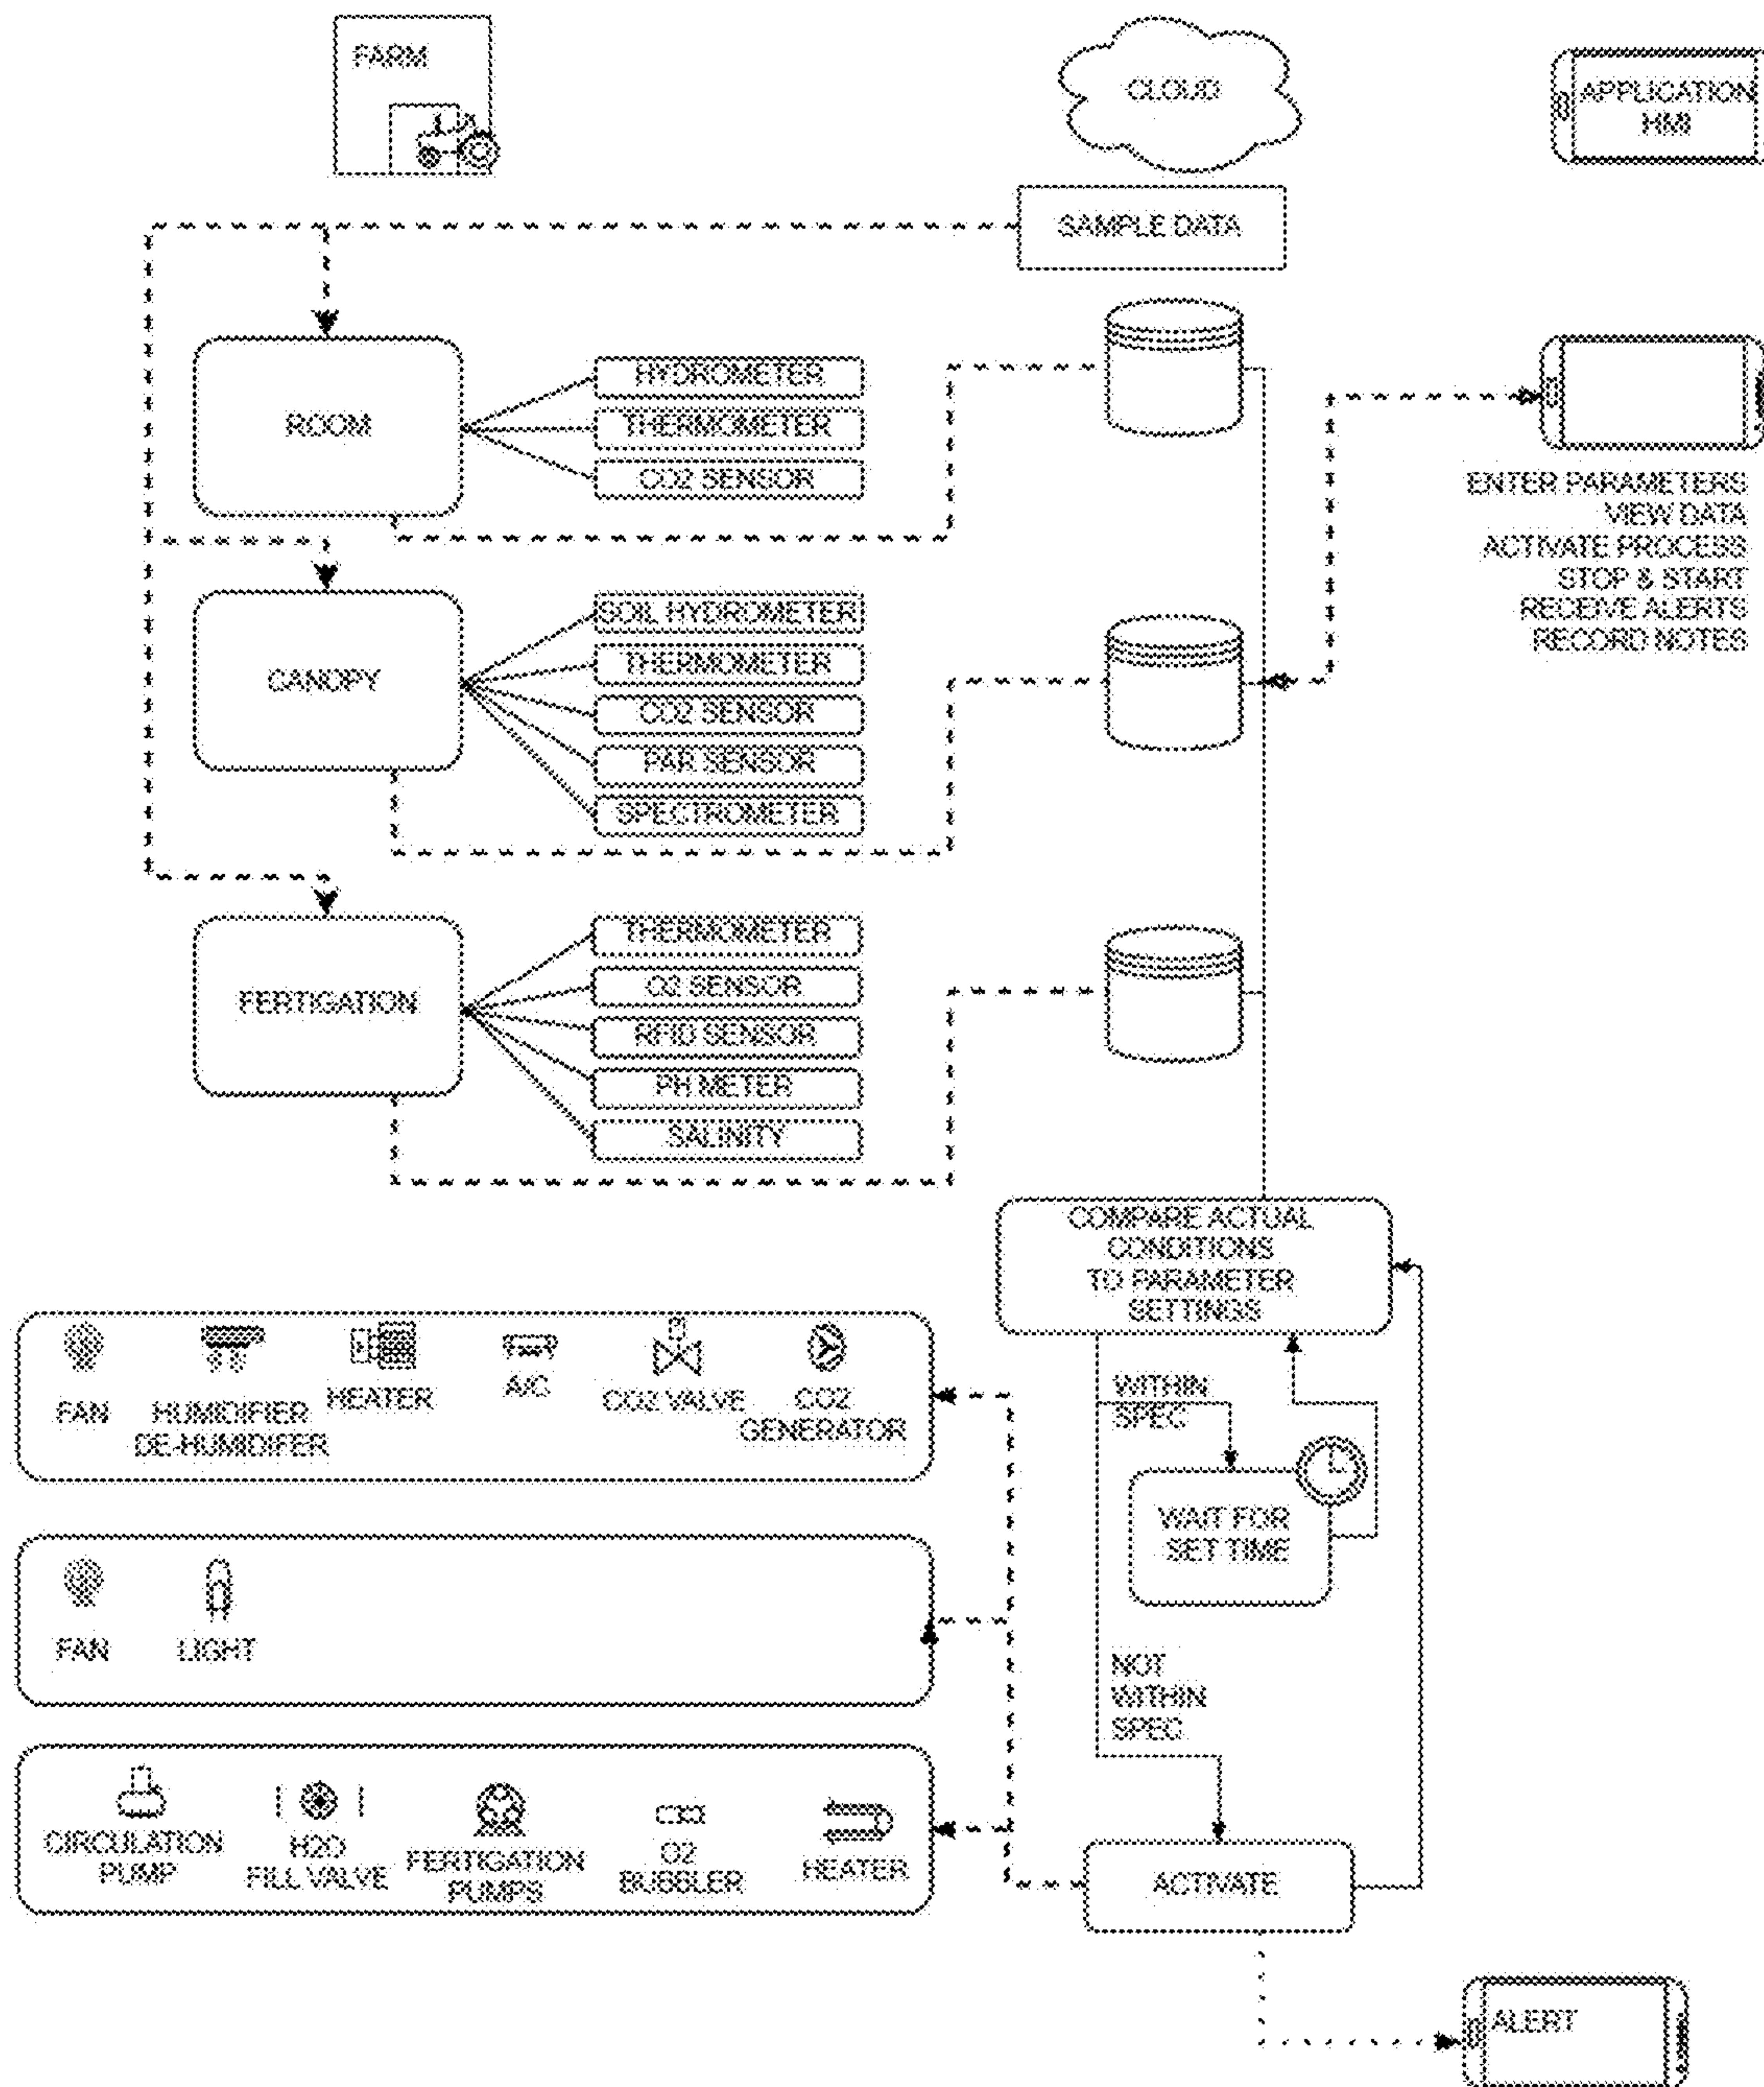 FARM
CLOUD
APPLICATION
HMI
SAMPLE DATA
ROOM
HYDROMETER
THERMOMETER
CO2 SENSOR
ENTER PARAMETERS
VIEW DATA
ACTIVATE PROCESS
STOP & START
RECEIVE ALERTS
RECORD NOTES
CANOPY
SOIL HYDROMETER
THERMOMETER
CO2 SENSOR
PAR SENSOR
SPECTROMETER
FERTIGATION
THERMOMETER
O2 SENSOR
RFID SENSOR
PH METER
SALINITY
COMPARE ACTUAL
CONDITIONS
TO PARAMETER
SETTINGS
FAN
HUMIDIFIER
DE-HUMIDIFER
HEATER
A/C
CO2 VALVE
CO2
GENERATOR
WITHIN
SPEC
WAIT FOR
SET TIME
FAN
LIGHT
NOT
WITHIN
SPEC
CIRCULATION
PUMP
H2O
FILL VALVE
FERTIGATION
PUMPS
O2
BUBBLER
HEATER
ACTIVATE
ALERT